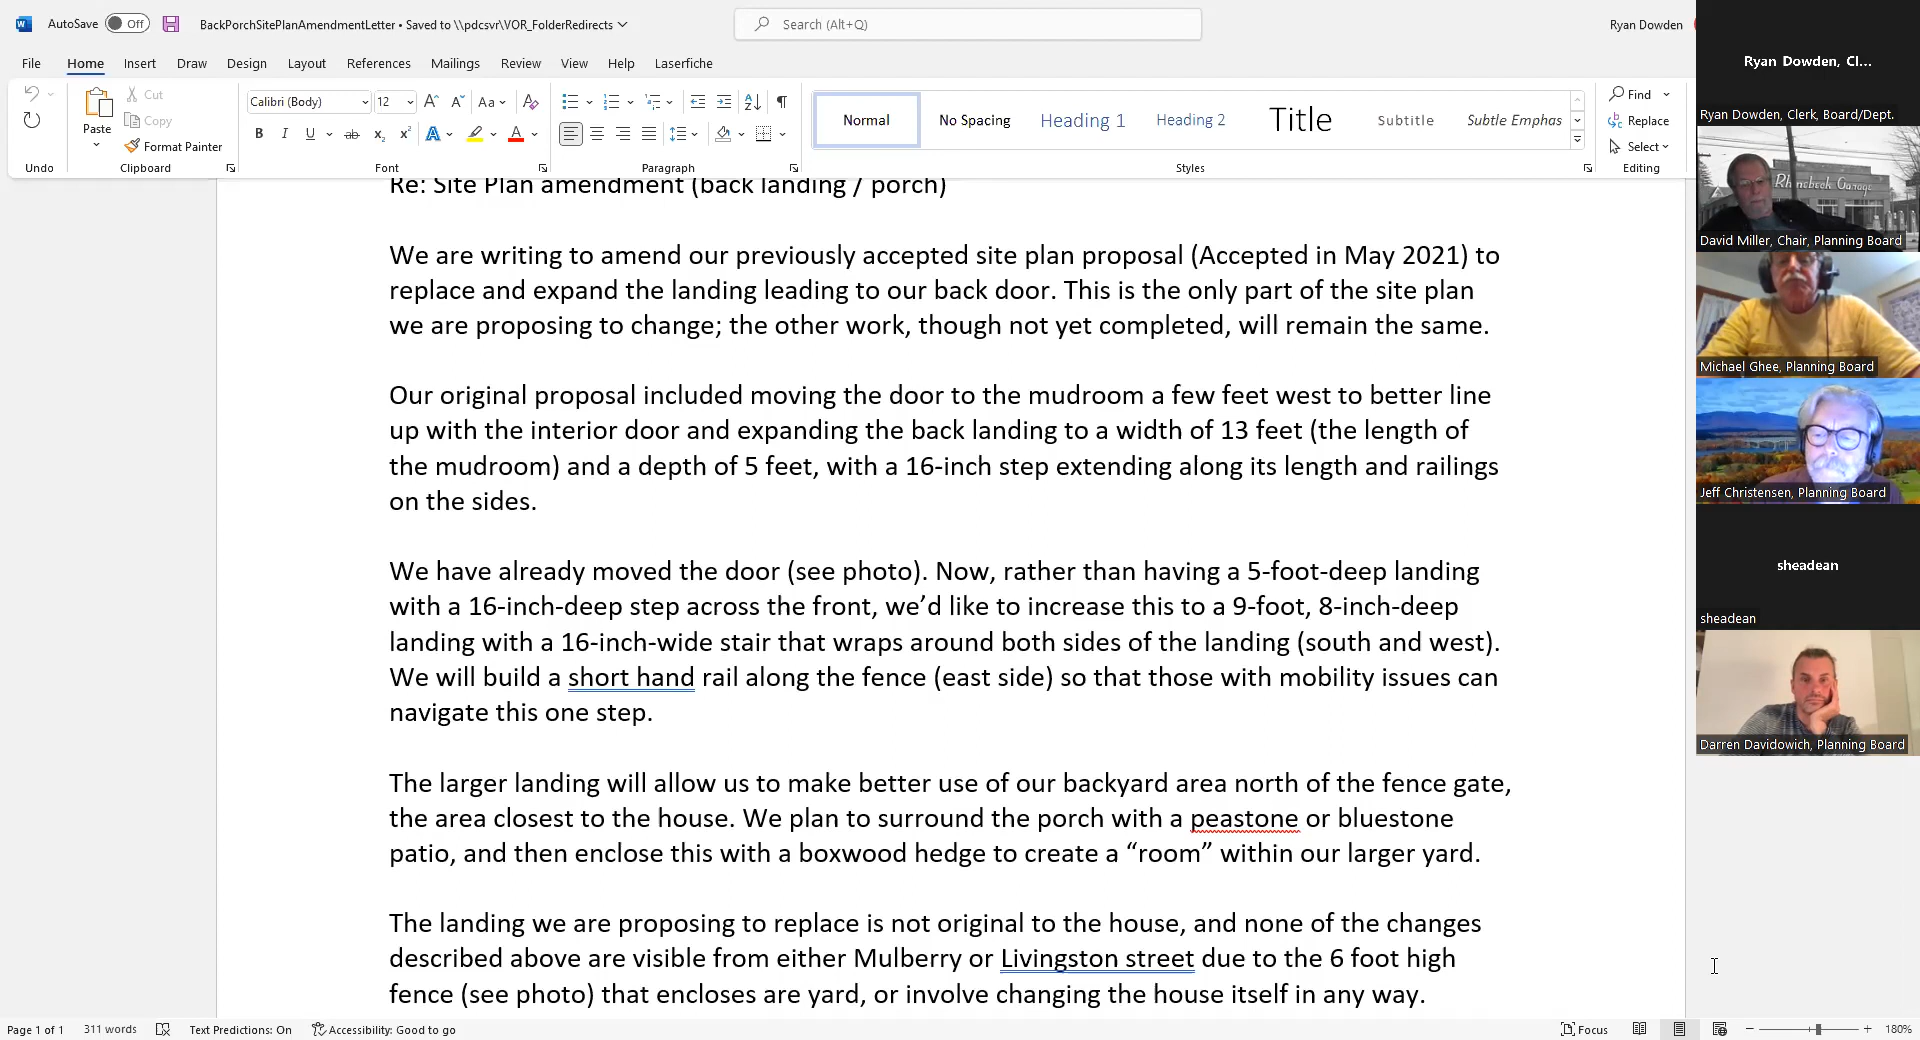 AutoSave Off BackPorchSitePlanAmendmentLetter • Saved to \\pdcsvr\VOR_FolderRedirects
Search (Alt+Q)
Ryan Dowden
File Home Insert Draw Design Layout References Mailings Review View Help Laserfiche
Paste
Cut
Copy
Format Painter
Calibri (Body) 12
Normal No Spacing Heading 1 Heading 2 Title Subtitle Subtle Emphas
Find
Replace
Select
Undo Clipboard Font Paragraph Styles Editing
Re: Site Plan amendment (back landing / porch)
We are writing to amend our previously accepted site plan proposal (Accepted in May 2021) to
replace and expand the landing leading to our back door. This is the only part of the site plan
we are proposing to change; the other work, though not yet completed, will remain the same.
Our original proposal included moving the door to the mudroom a few feet west to better line
up with the interior door and expanding the back landing to a width of 13 feet (the length of
the mudroom) and a depth of 5 feet, with a 16-inch step extending along its length and railings
on the sides.
We have already moved the door (see photo). Now, rather than having a 5-foot-deep landing
with a 16-inch-deep step across the front, we’d like to increase this to a 9-foot, 8-inch-deep
landing with a 16-inch-wide stair that wraps around both sides of the landing (south and west).
We will build a short hand rail along the fence (east side) so that those with mobility issues can
navigate this one step.
The larger landing will allow us to make better use of our backyard area north of the fence gate,
the area closest to the house. We plan to surround the porch with a peastone or bluestone
patio, and then enclose this with a boxwood hedge to create a “room” within our larger yard.
The landing we are proposing to replace is not original to the house, and none of the changes
described above are visible from either Mulberry or Livingston street due to the 6 foot high
fence (see photo) that encloses are yard, or involve changing the house itself in any way.
Page 1 of 1 311 words Text Predictions: On Accessibility: Good to go
Focus 180%
Ryan Dowden, Cl...
Ryan Dowden, Clerk, Board/Dept.
Rhinebeck Garage
David Miller, Chair, Planning Board
Michael Ghee, Planning Board
Jeff Christensen, Planning Board
sheadean
sheadean
Darren Davidowich, Planning Board